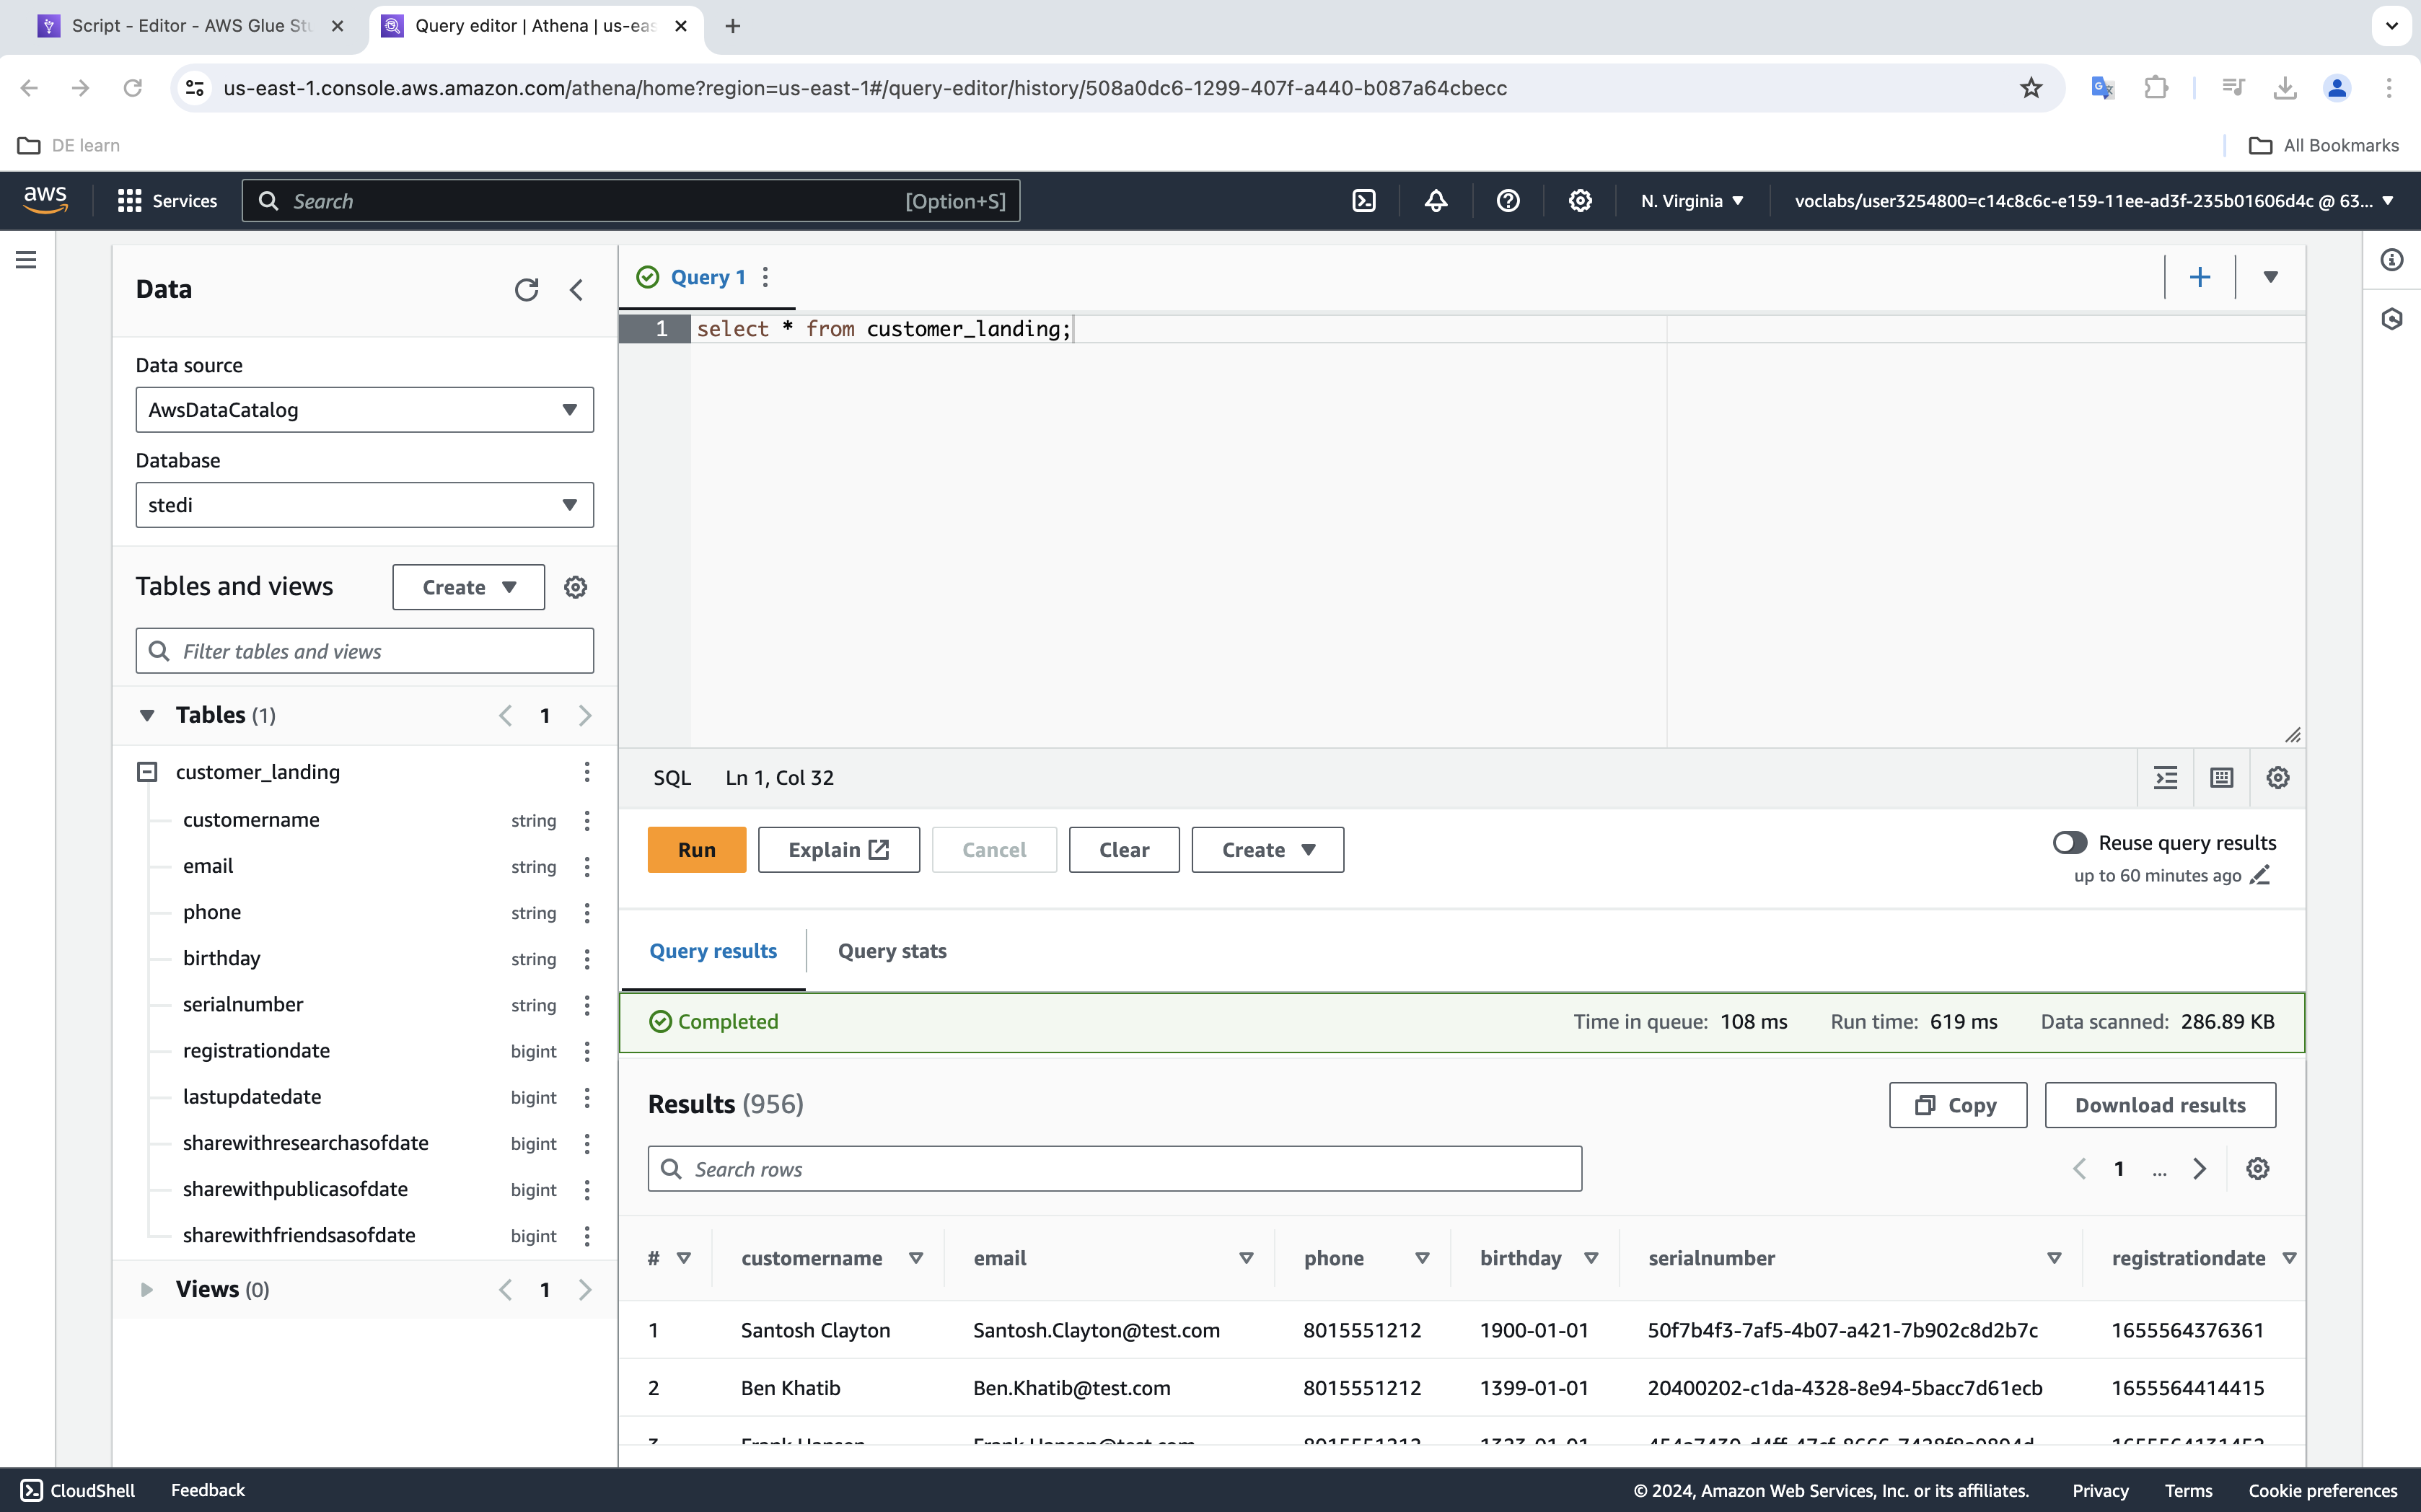 Script - Editor - AWS Glue Stu
Query editor | Athena | us-eas
us-east-1.console.aws.amazon.com/athena/home?region=us-east-1#/query-editor/history/508a0dc6-1299-407f-a440-b087a64cbecc
DE learn
All Bookmarks
aws
Services
Search
[Option+S]
N. Virginia
voclabs/user3254800=c14c8c6c-e159-11ee-ad3f-235b01606d4c @ 63...
Data
Data source
AwsDataCatalog
Database
stedi
Tables and views
Create
Filter tables and views
Tables (1)
1
customer_landing
customername string
email string
phone string
birthday string
serialnumber string
registrationdate bigint
lastupdatedate bigint
sharewithresearchasofdate bigint
sharewithpublicasofdate bigint
sharewithfriendsasofdate bigint
Views (0)
1
Query 1
1 select * from customer_landing;
SQL Ln 1, Col 32
Run
Explain
Cancel
Clear
Create
Reuse query results
up to 60 minutes ago
Query results
Query stats
Completed
Time in queue: 108 ms Run time: 619 ms Data scanned: 286.89 KB
Results (956)
Copy
Download results
Search rows
1 ...
# customername email phone birthday serialnumber registrationdate
1 Santosh Clayton Santosh.Clayton@test.com 8015551212 1900-01-01 50f7b4f3-7af5-4b07-a421-7b902c8d2b7c 1655564376361
2 Ben Khatib Ben.Khatib@test.com 8015551212 1399-01-01 20400202-c1da-4328-8e94-5bacc7d61ecb 1655564414415
CloudShell Feedback
© 2024, Amazon Web Services, Inc. or its affiliates. Privacy Terms Cookie preferences